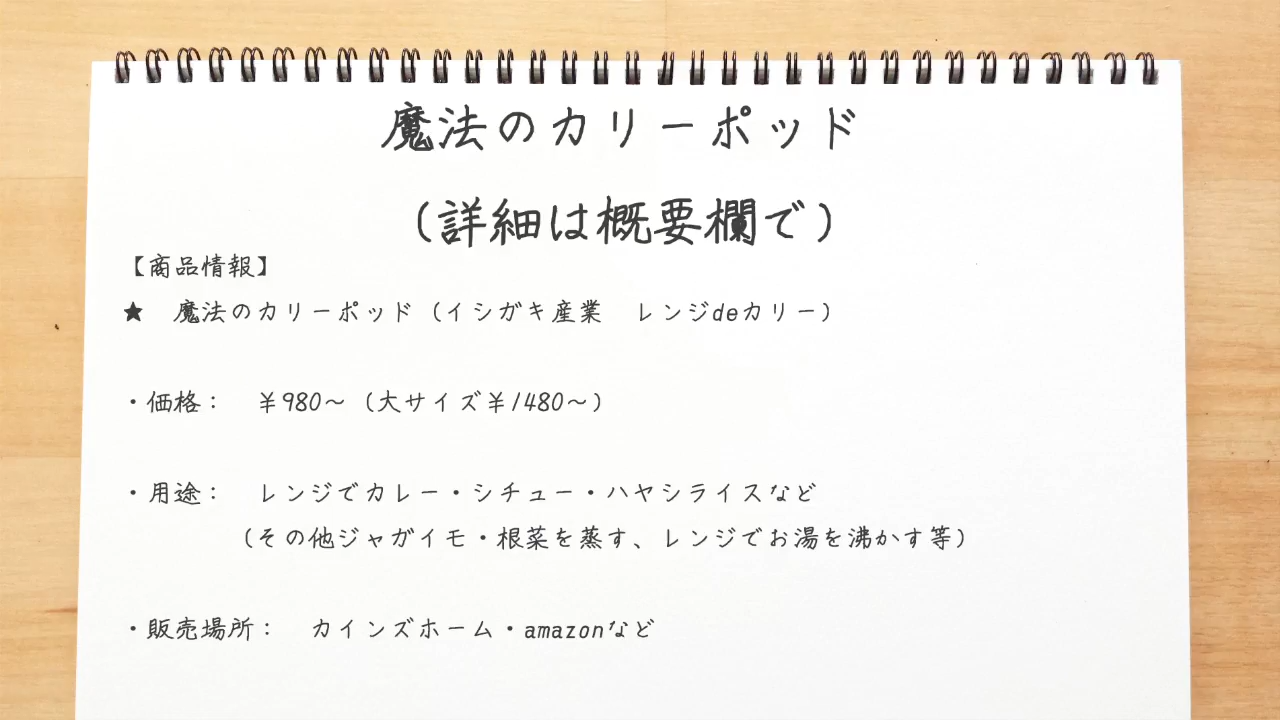 魔法のカリーポッド
（詳細は概要欄で）
【商品情報】
★　魔法のカリーポッド（イシガキ産業　レンジdeカリー）
・価格：　￥980～（大サイズ￥1480～）
・用途：　レンジでカレー・シチュー・ハヤシライスなど
（その他ジャガイモ・根菜を蒸す、レンジでお湯を沸かす等）
・販売場所：　カインズホーム・amazonなど